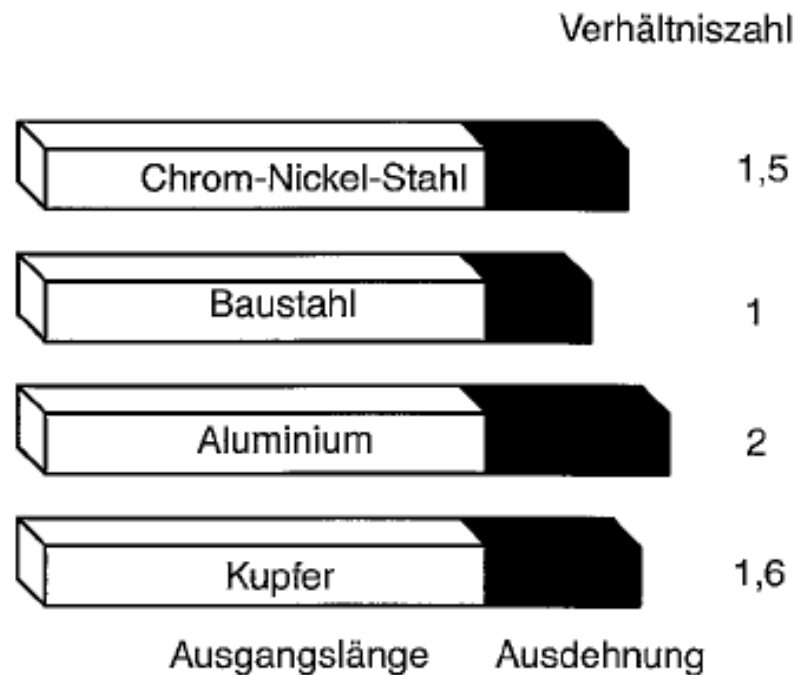 Verhältniszahl
Chrom-Nickel-Stahl 1,5
Baustahl 1
Aluminium 2
Kupfer 1,6
Ausgangslänge Ausdehnung